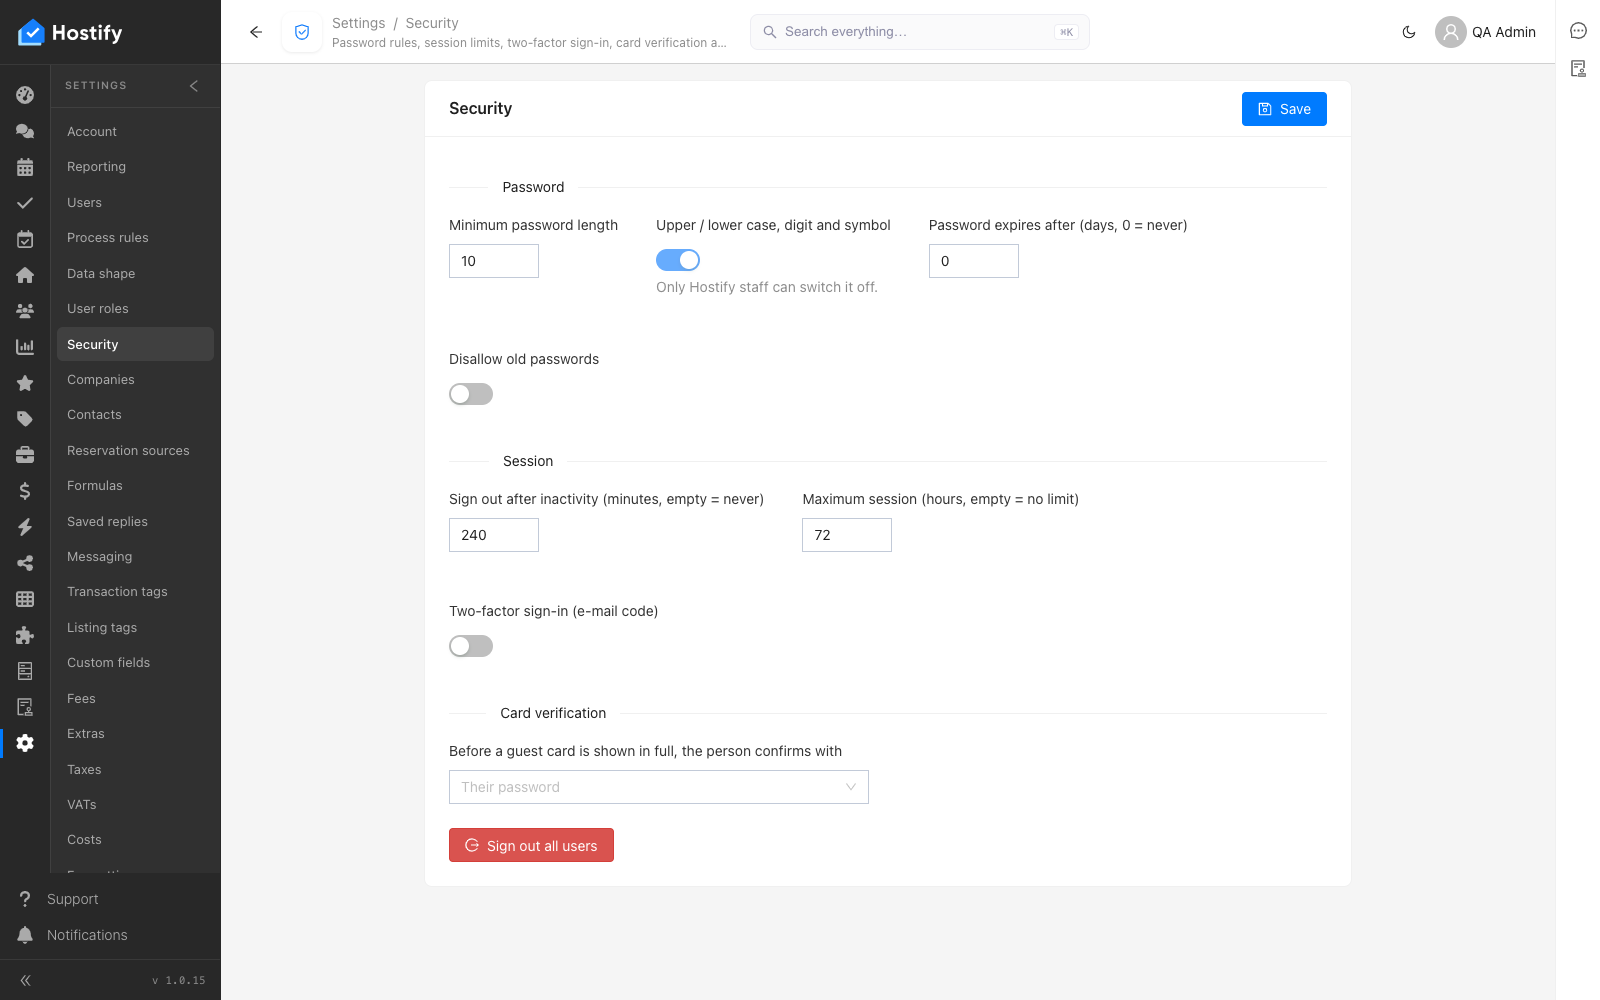 Hostify
Settings / Security
Password rules, session limits, two-factor sign-in, card verification a...
Search everything...
⌘K
QA Admin
SETTINGS
Account
Reporting
Users
Process rules
Data shape
User roles
Security
Companies
Contacts
Reservation sources
Formulas
Saved replies
Messaging
Transaction tags
Listing tags
Custom fields
Fees
Extras
Taxes
VATs
Costs
Support
Notifications
v 1.0.15
Security
Save
Password
Minimum password length
10
Upper / lower case, digit and symbol
Only Hostify staff can switch it off.
Password expires after (days, 0 = never)
0
Disallow old passwords
Session
Sign out after inactivity (minutes, empty = never)
240
Maximum session (hours, empty = no limit)
72
Two-factor sign-in (e-mail code)
Card verification
Before a guest card is shown in full, the person confirms with
Their password
Sign out all users